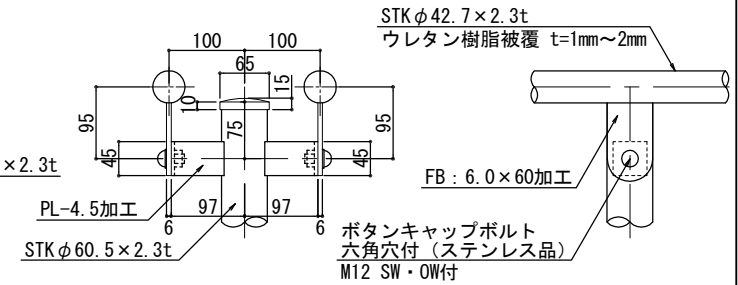 STKφ42.7×2.3t
ウレタン樹脂被覆 t=1mm～2mm
100
100
65
15
10
95
75
95
×2.3t
45
45
FB：6.0×60加工
PL-4.5加工
97
97
6
6
STKφ60.5×2.3t
ボタンキャップボルト
六角穴付（ステンレス品）
M12 SW・OW付